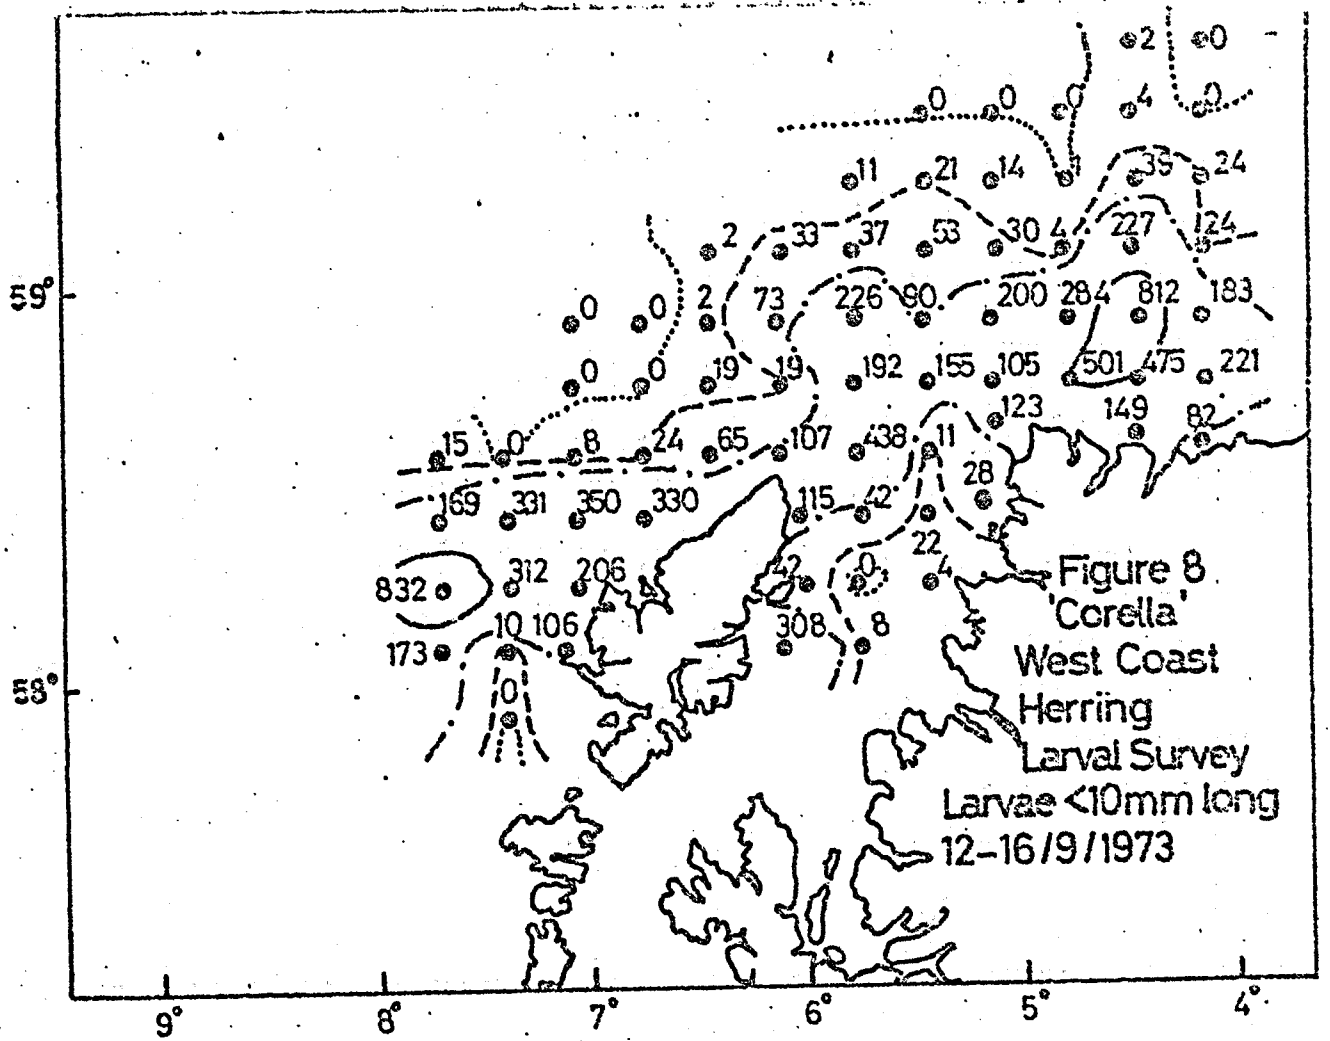 2 0
0 0 0 4 0
11 21 14 1 39 24
2 33 37 53 30 4 227 24
59° 0 0 2 73 226 90 200 284 812 183
0 0 19 19 192 155 105 501 475 221
15 0 8 24 65 107 438 11 123 149 82
169 331 350 330 115 42 28
22
832 312 206 42 0 4
173 10 106 308 8
58° 0
Figure 8
'Corella'
West Coast
Herring
Larval Survey
Larvae <10mm long
12-16/9/1973
9° 8° 7° 6° 5° 4°